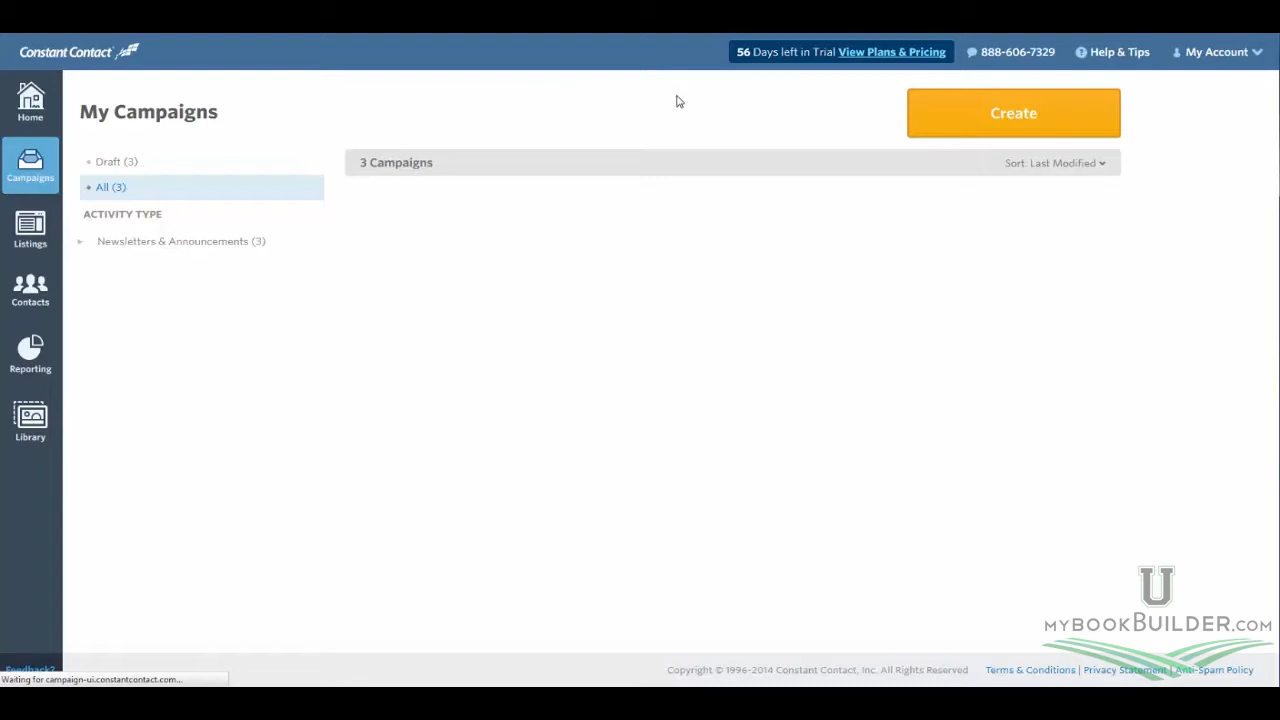 Constant Contact
56 Days left in Trial View Plans & Pricing
888-606-7329
Help & Tips
My Account
Home
Campaigns
Listings
Contacts
Reporting
Library
Feedback?
My Campaigns
Create
Draft (3)
All (3)
ACTIVITY TYPE
Newsletters & Announcements (3)
3 Campaigns
Sort: Last Modified
U
MYBOOKBUILDER.COM
Copyright © 1996-2014 Constant Contact, Inc. All Rights Reserved
Terms & Conditions | Privacy Statement | Anti-Spam Policy
Waiting for campaign-ui.constantcontact.com...